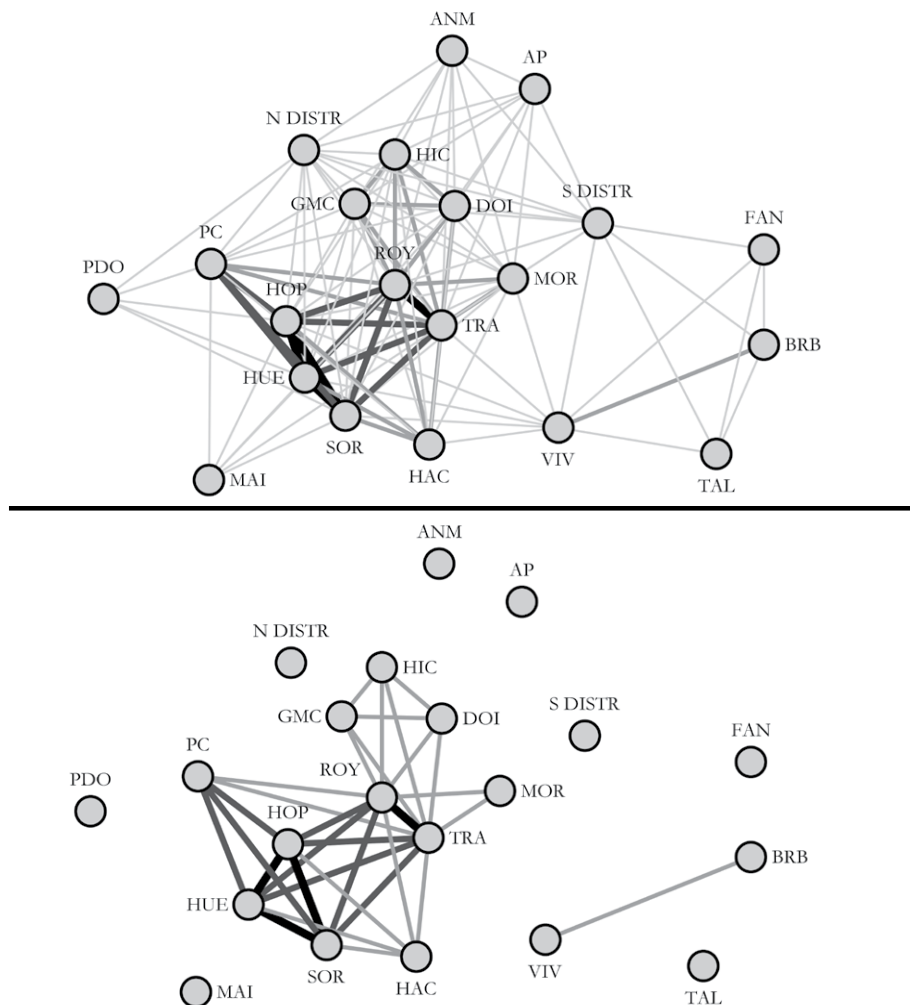 ANM
AP
N DISTR
HIC
S DISTR
GMC
DOI
FAN
PC
ROY
PDO
HOP
MOR
TRA
BRB
HUE
SOR
VIV
HAC
MAI
TAL
ANM
AP
N DISTR
HIC
S DISTR
GMC
DOI
FAN
PC
ROY
PDO
MOR
HOP
TRA
BRB
HUE
SOR
VIV
HAC
MAI
TAL